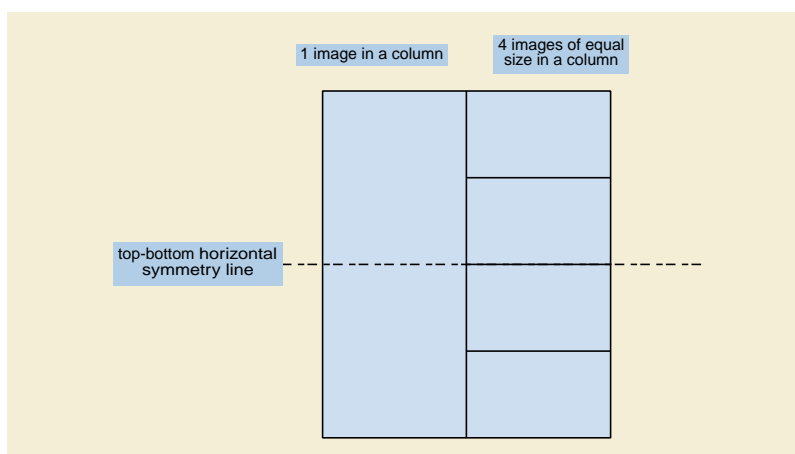 1 image in a column
4 images of equal
size in a column
top-bottom horizontal
symmetry line